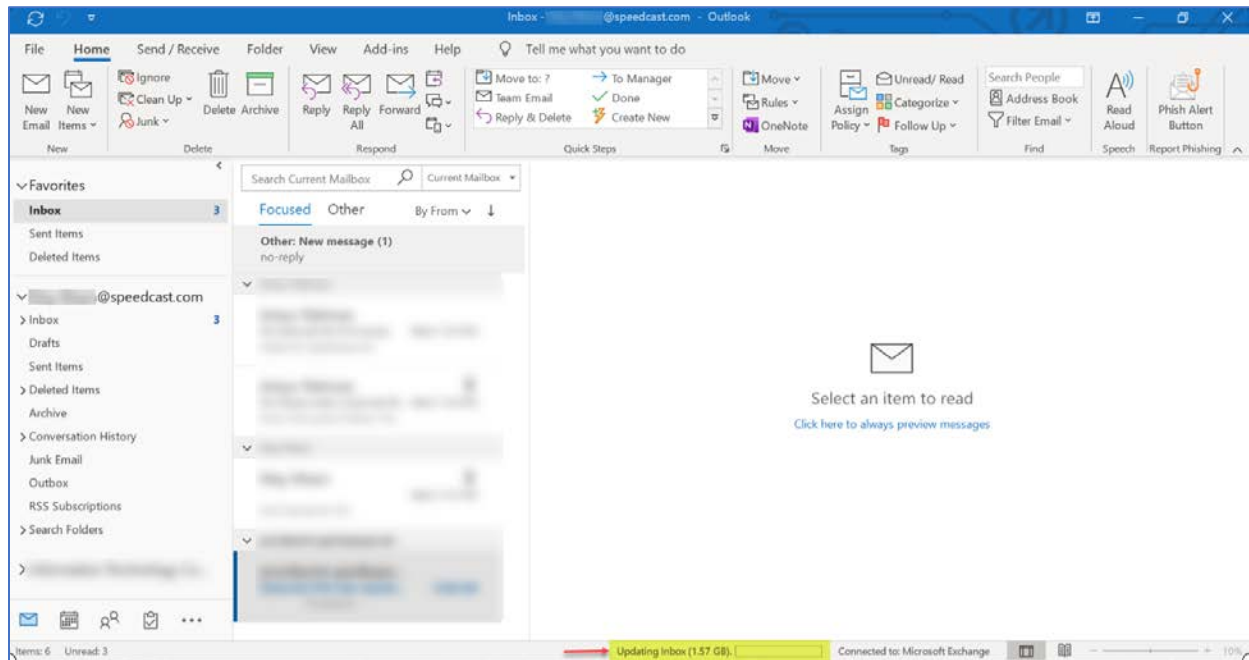 Inbox - @speedcast.com - Outlook
File Home Send / Receive Folder View Add-ins Help Tell me what you want to do
New Email
New Items
Ignore
Clean Up
Junk
Delete
Archive
Reply
Reply All
Forward
Move to: ?
Team Email
Reply & Delete
To Manager
Done
Create New
Move
Rules
OneNote
Assign Policy
Unread/ Read
Categorize
Follow Up
Search People
Address Book
Filter Email
Read Aloud
Phish Alert Button
New Delete Respond Quick Steps Move Tags Find Speech Report Phishing
Favorites
Inbox 3
Sent Items
Deleted Items
@speedcast.com
Inbox 3
Drafts
Sent Items
Deleted Items
Archive
Conversation History
Junk Email
Outbox
RSS Subscriptions
Search Folders
Search Current Mailbox Current Mailbox
Focused Other By From
Other: New message (1)
no-reply
Select an item to read
Click here to always preview messages
Items: 6 Unread: 3 Updating Inbox (1.57 GB). Connected to: Microsoft Exchange 10%